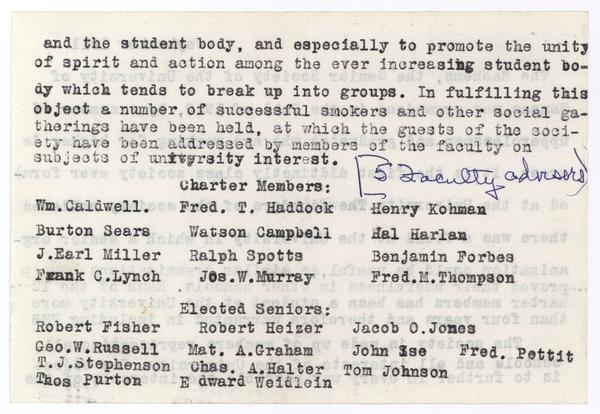 and the student body, and especially to promote the unity
of spirit and action among the ever increasing student bo-
dy which tends to break up into groups. In fulfilling this
object a number of successful smokers and other social ga-
therings have been held, at which the guests of the soci-
ety have been addressed by members of the faculty on
subjects of university interest.
[5 Faculty advisors]
Charter Members:
Wm.Caldwell. Fred. T. Haddock Henry Kohman
Burton Sears Watson Campbell Hal Harlan
J.Earl Miller Ralph Spotts Benjamin Forbes
Frank G.Lynch Jos.W.Murray Fred.M.Thompson
Elected Seniors:
Robert Fisher Robert Heizer Jacob O.Jones
Geo.W.Russell Mat. A.Graham John Ise Fred. Pettit
T.J.Stephenson Chas. A.Halter Tom Johnson
Thos Purton Edward Weidlein